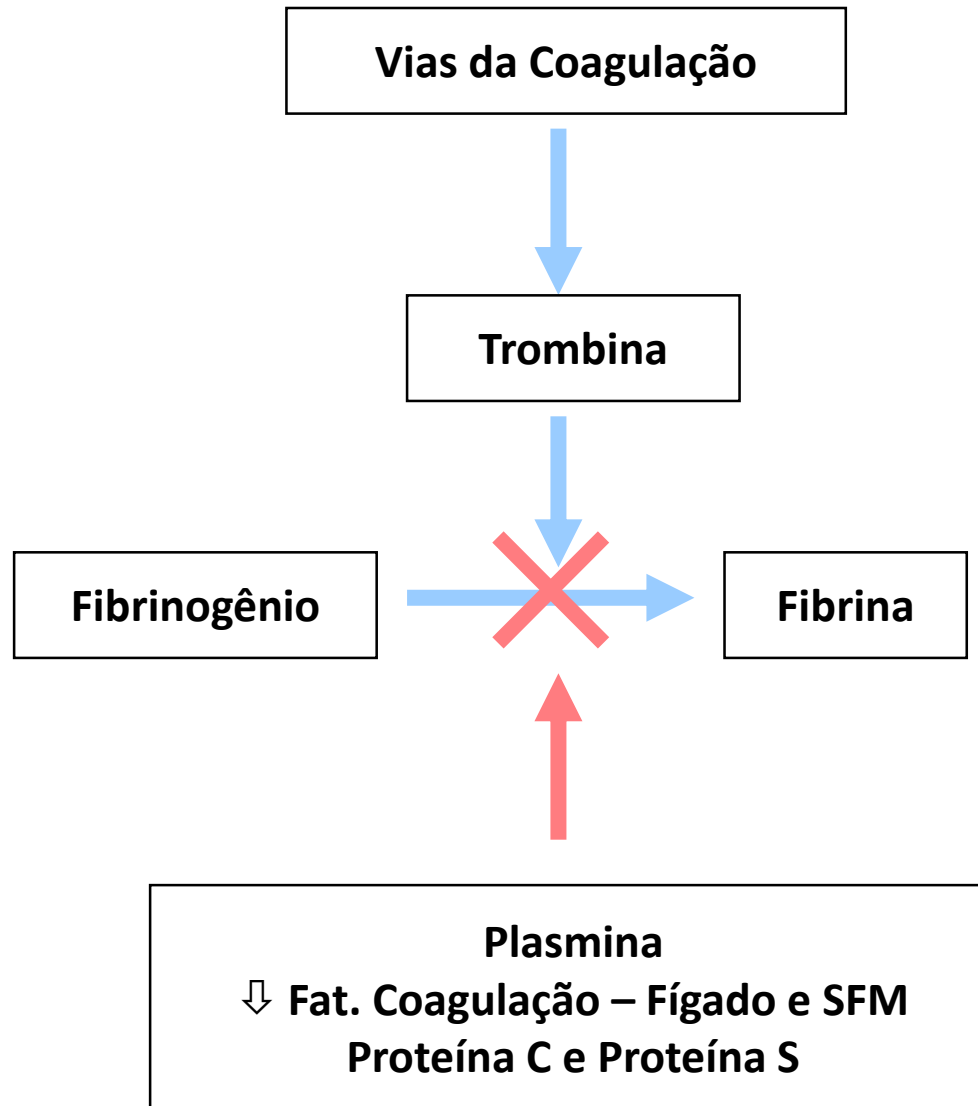 Vias da Coagulação
Trombina
Fibrinogênio
Fibrina
Plasmina
⇩ Fat. Coagulação – Fígado e SFM
Proteína C e Proteína S